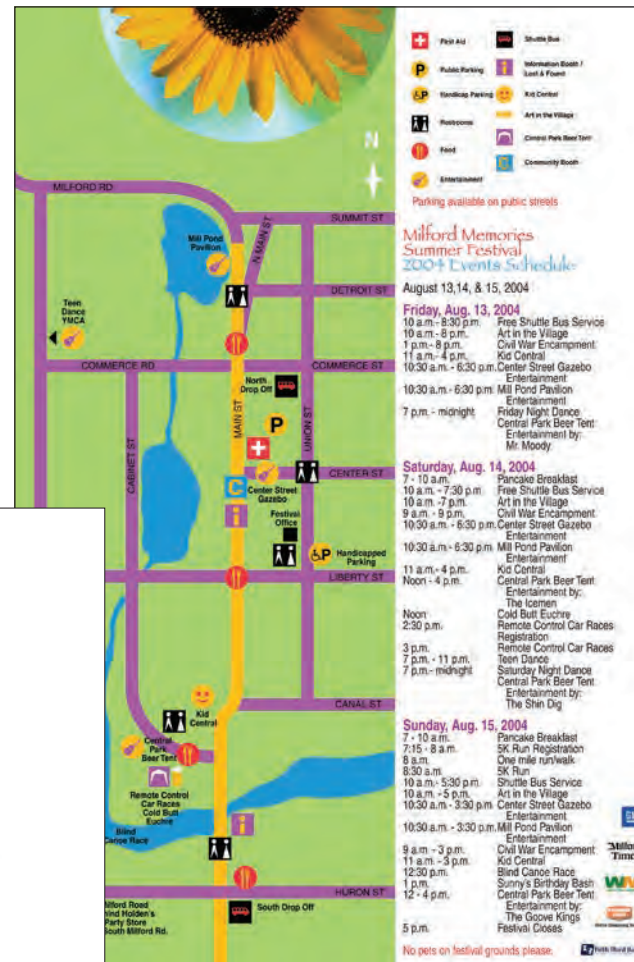 First Aid
Public Parking
Handicap Parking
Restrooms
Food
Entertainment
Shuttle Bus
Information Booth /
Lost & Found
Kid Central
Art in the Village
Central Park Beer Tent
Community Booth
Parking available on public streets
N
MILFORD RD
SUMMIT ST
N MAIN ST
Mill Pond
Pavilion
DETROIT ST
Teen
Dance
YMCA
COMMERCE RD
COMMERCE ST
North
Drop Off
MAIN ST
UNION ST
CABINET ST
P
CENTER ST
Center Street
Gazebo
C
i
Festival
Office
P
Handicapped
Parking
LIBERTY ST
CANAL ST
Kid
Central
Central
Park
Beer Tent
Remote Control
Car Races
Cold Butt
Euchre
Blind
Canoe Race
i
HURON ST
South Drop Off
Party Store
South Milford Rd.
Milford Memories
Summer Festival
2004 Events Schedule
August 13,14, & 15, 2004
Friday, Aug. 13, 2004
10 a.m.- 8:30 p.m. Free Shuttle Bus Service
10 a.m. - 8 p.m. Art in the Village
1 p.m.- 8 p.m. Civil War Encampment
11 a.m.- 4 p.m. Kid Central
10:30 a.m. - 6:30 p.m. Center Street Gazebo
Entertainment
10:30 a.m. - 6:30 p.m. Mill Pond Pavilion
Entertainment
7 p.m. - midnight Friday Night Dance
Central Park Beer Tent
Entertainment by:
Mr. Moody
Saturday, Aug. 14, 2004
7 - 10 a.m. Pancake Breakfast
10 a.m. - 7:30 p.m. Free Shuttle Bus Service
10 a.m. -7 p.m. Art in the Village
9 a.m. - 9 p.m. Civil War Encampment
10:30 a.m. - 6:30 p.m. Center Street Gazebo
Entertainment
10:30 a.m. - 6:30 p.m. Mill Pond Pavilion
Entertainment
11 a.m.- 4 p.m. Kid Central
Noon - 4 p.m. Central Park Beer Tent
Entertainment by:
The Icemen
Noon Cold Butt Euchre
2:30 p.m. Remote Control Car Races
Registration
3 p.m. Remote Control Car Races
7 p.m. - 11 p.m. Teen Dance
7 p.m.- midnight Saturday Night Dance
Central Park Beer Tent
Entertainment by:
The Shin Dig
Sunday, Aug. 15, 2004
7 - 10 a.m. Pancake Breakfast
7:15 - 8 a.m. 5K Run Registration
8 a.m. One mile run/walk
8:30 a.m. 5K Run
10 a.m.- 5:30 p.m. Shuttle Bus Service
10 a.m. - 5 p.m. Art in the Village
10:30 a.m. - 3:30 p.m. Center Street Gazebo
Entertainment
10:30 a.m. - 3:30 p.m. Mill Pond Pavilion
Entertainment
9 a.m. - 3 p.m. Civil War Encampment
11 a.m. - 3 p.m. Kid Central
12:30 p.m. Blind Canoe Race
1 p.m. Sunny's Birthday Bash
12 - 4 p.m. Central Park Beer Tent
Entertainment by:
The Goove Kings
5 p.m. Festival Closes
No pets on festival grounds please.